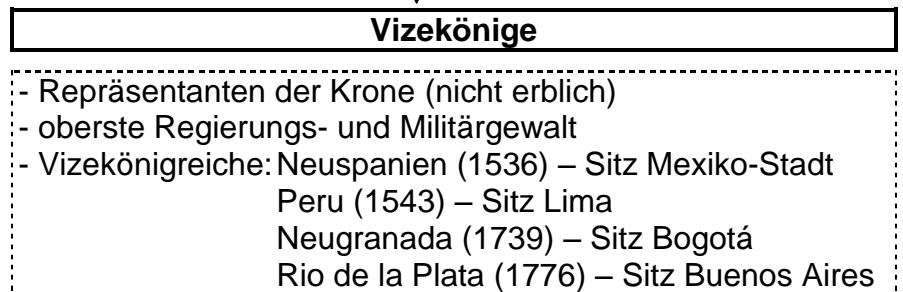 Vizekönige
- Repräsentanten der Krone (nicht erblich)
- oberste Regierungs- und Militärgewalt
- Vizekönigreiche: Neuspanien (1536) – Sitz Mexiko-Stadt
Peru (1543) – Sitz Lima
Neugranada (1739) – Sitz Bogotá
Rio de la Plata (1776) – Sitz Buenos Aires